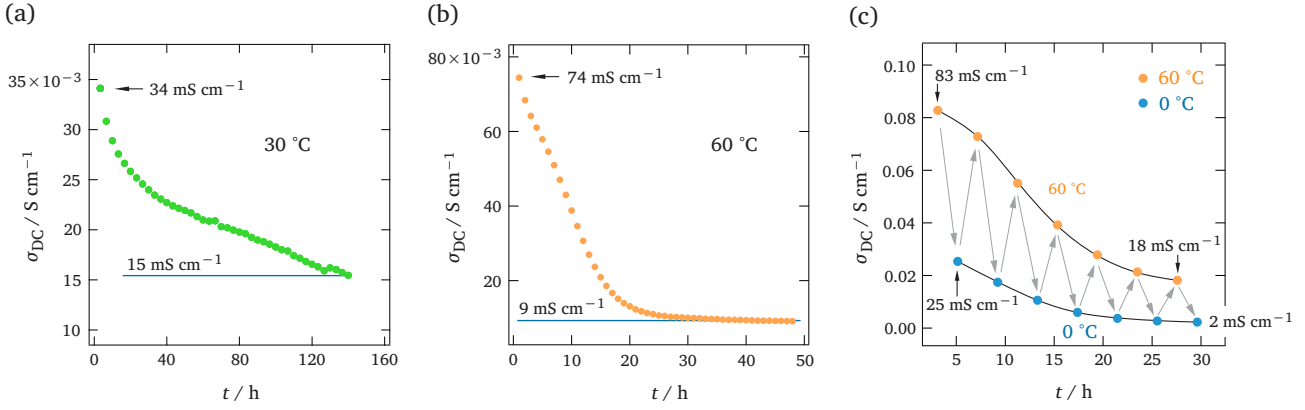 (a)
35×10⁻³
30
25
20
15
10
σDC / S cm⁻¹
34 mS cm⁻¹
30 °C
15 mS cm⁻¹
0 40 80 120 160
t / h
(b)
80×10⁻³
60
40
20
0
σDC / S cm⁻¹
74 mS cm⁻¹
60 °C
9 mS cm⁻¹
0 10 20 30 40 50
t / h
(c)
0.10
0.08
0.06
0.04
0.02
0.00
σDC / S cm⁻¹
83 mS cm⁻¹
60 °C
0 °C
60 °C
18 mS cm⁻¹
25 mS cm⁻¹
0 °C
2 mS cm⁻¹
5 10 15 20 25 30
t / h